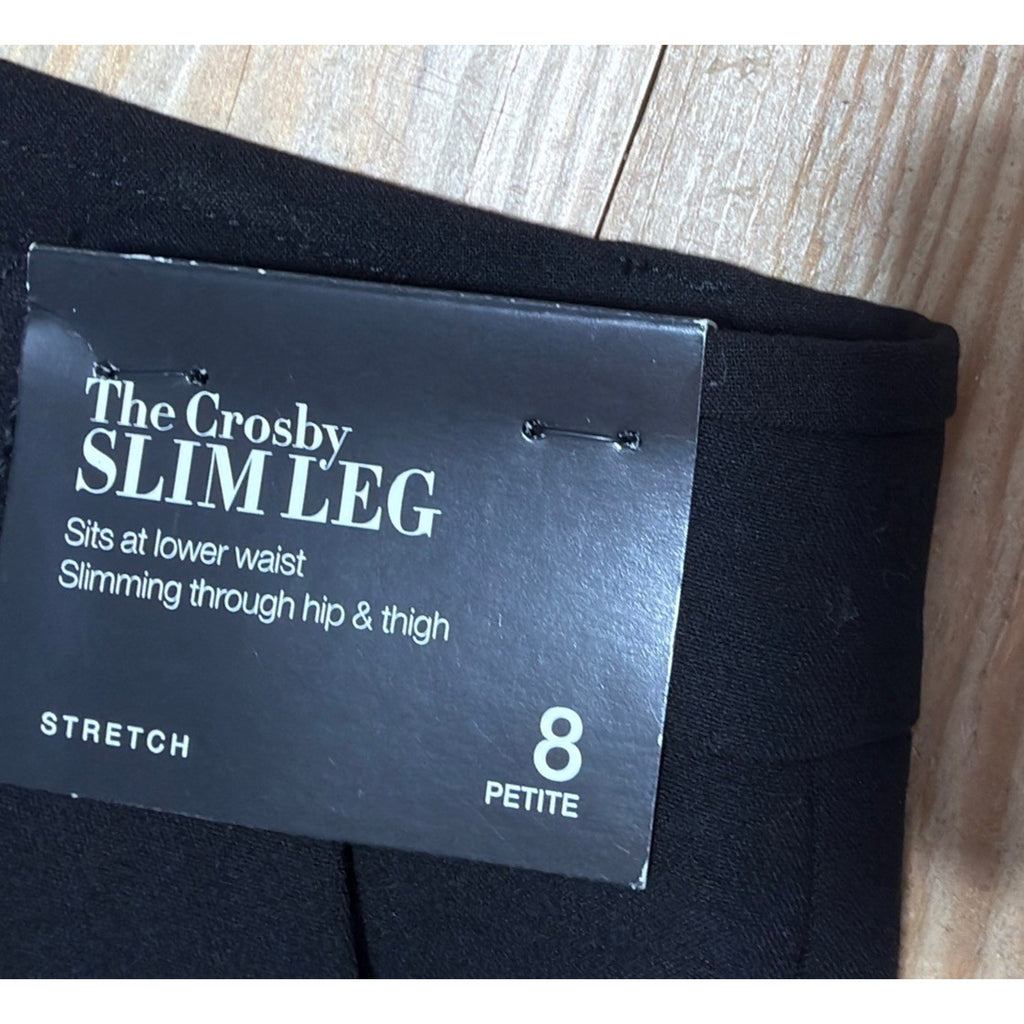 The Crosby
SLIM LEG
Sits at lower waist
Slimming through hip & thigh
STRETCH
8
PETITE